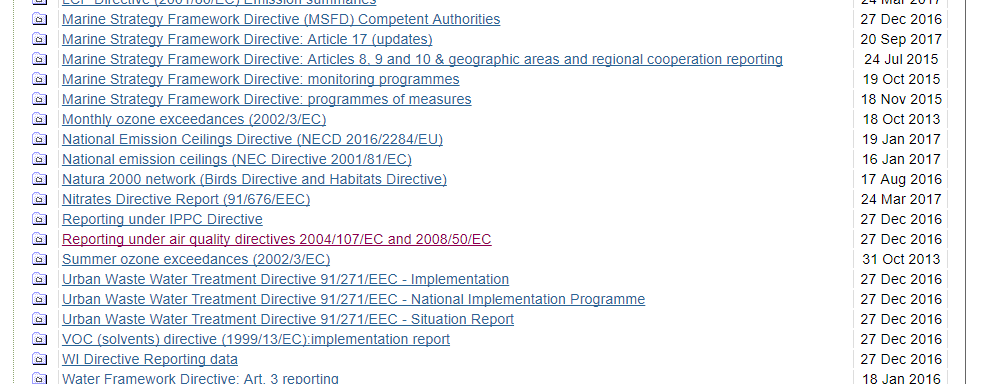 LCP Directive (2001/80/EC) Emission summaries 24 Mar 2017
Marine Strategy Framework Directive (MSFD) Competent Authorities 27 Dec 2016
Marine Strategy Framework Directive: Article 17 (updates) 20 Sep 2017
Marine Strategy Framework Directive: Articles 8, 9 and 10 & geographic areas and regional cooperation reporting 24 Jul 2015
Marine Strategy Framework Directive: monitoring programmes 19 Oct 2015
Marine Strategy Framework Directive: programmes of measures 18 Nov 2015
Monthly ozone exceedances (2002/3/EC) 18 Oct 2013
National Emission Ceilings Directive (NECD 2016/2284/EU) 19 Jan 2017
National emission ceilings (NEC Directive 2001/81/EC) 16 Jan 2017
Natura 2000 network (Birds Directive and Habitats Directive) 17 Aug 2016
Nitrates Directive Report (91/676/EEC) 24 Mar 2017
Reporting under IPPC Directive 27 Dec 2016
Reporting under air quality directives 2004/107/EC and 2008/50/EC 27 Dec 2016
Summer ozone exceedances (2002/3/EC) 31 Oct 2013
Urban Waste Water Treatment Directive 91/271/EEC - Implementation 27 Dec 2016
Urban Waste Water Treatment Directive 91/271/EEC - National Implementation Programme 27 Dec 2016
Urban Waste Water Treatment Directive 91/271/EEC - Situation Report 27 Dec 2016
VOC (solvents) directive (1999/13/EC):implementation report 27 Dec 2016
WI Directive Reporting data 27 Dec 2016
Water Framework Directive: Art. 3 reporting 18 Jan 2016